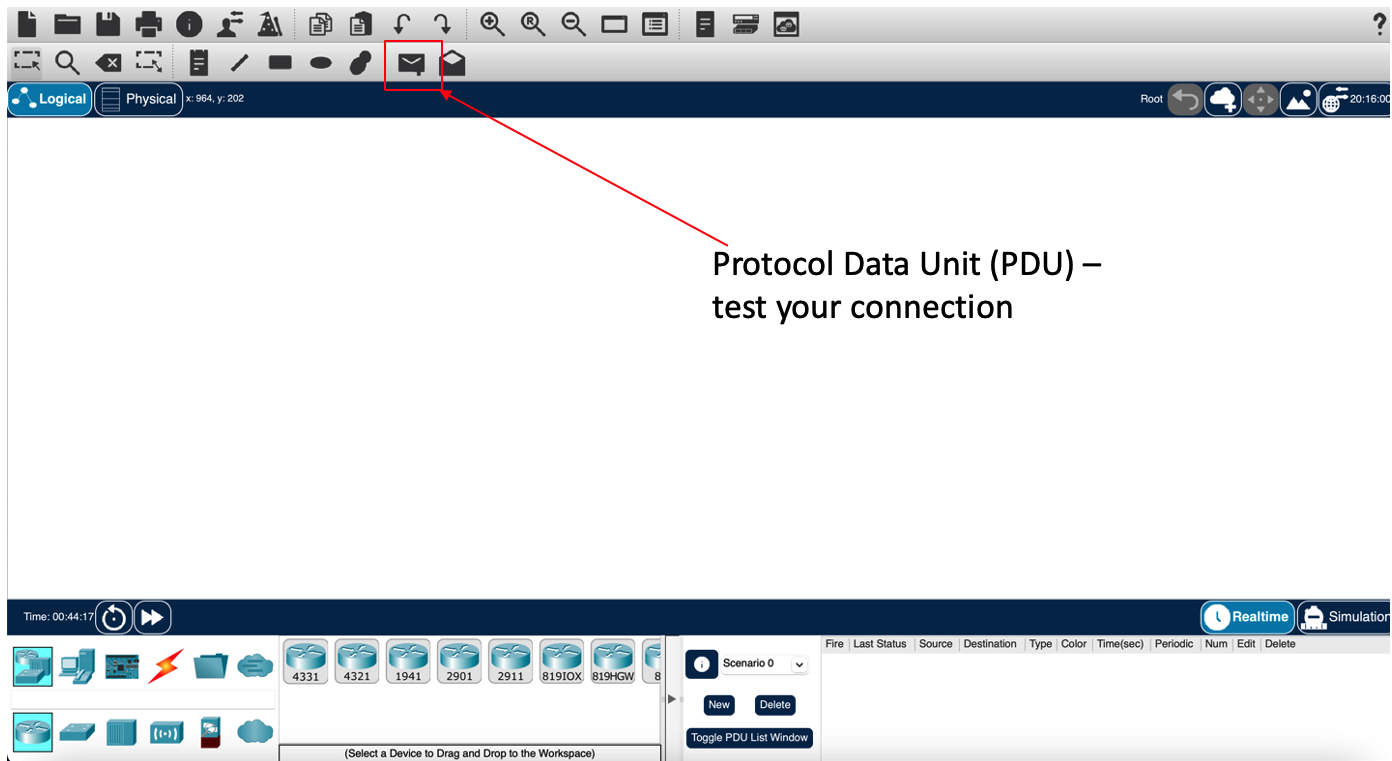 ?
Logical
Physical
x: 964, y: 202
Root
20:16:00
Protocol Data Unit (PDU) –
test your connection
Time: 00:44:17
Realtime
Simulation
Fire Last Status Source Destination Type Color Time(sec) Periodic Num Edit Delete
4331 4321 1941 2901 2911 819IOX 819HGW 8
Scenario 0
New
Delete
Toggle PDU List Window
(Select a Device to Drag and Drop to the Workspace)